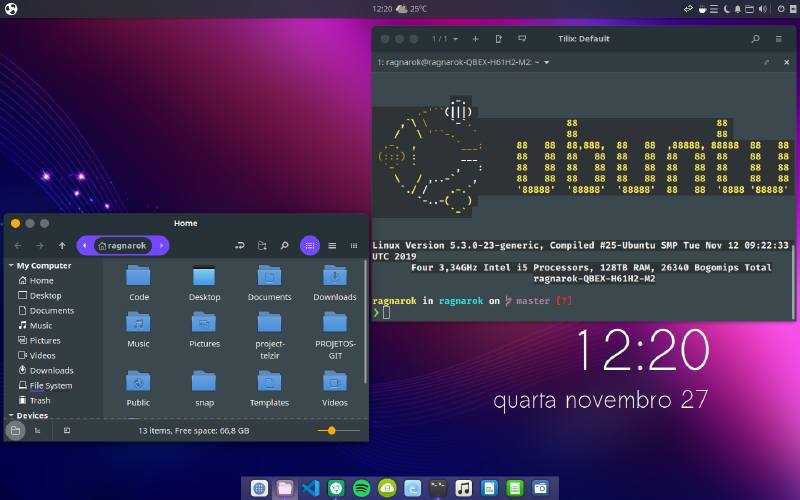 12:20 25°C
1 / 1
Tilix: Default
1: ragnarok@ragnarok-QBEX-H61H2-M2: ~
Linux Version 5.3.0-23-generic, Compiled #25-Ubuntu SMP Tue Nov 12 09:22:33
UTC 2019
Four 3,34GHz Intel i5 Processors, 128TB RAM, 26340 Bogomips Total
ragnarok-QBEX-H61H2-M2
ragnarok in ragnarok on master [?]
❯
Home
ragnarok
My Computer
Home
Desktop
Documents
Music
Pictures
Videos
Downloads
File System
Trash
Devices
Code
Desktop
Documents
Downloads
Music
Pictures
project-
telzir
PROJETOS-
GIT
Public
snap
Templates
Videos
13 items, Free space: 66,8 GB
12:20
quarta novembro 27